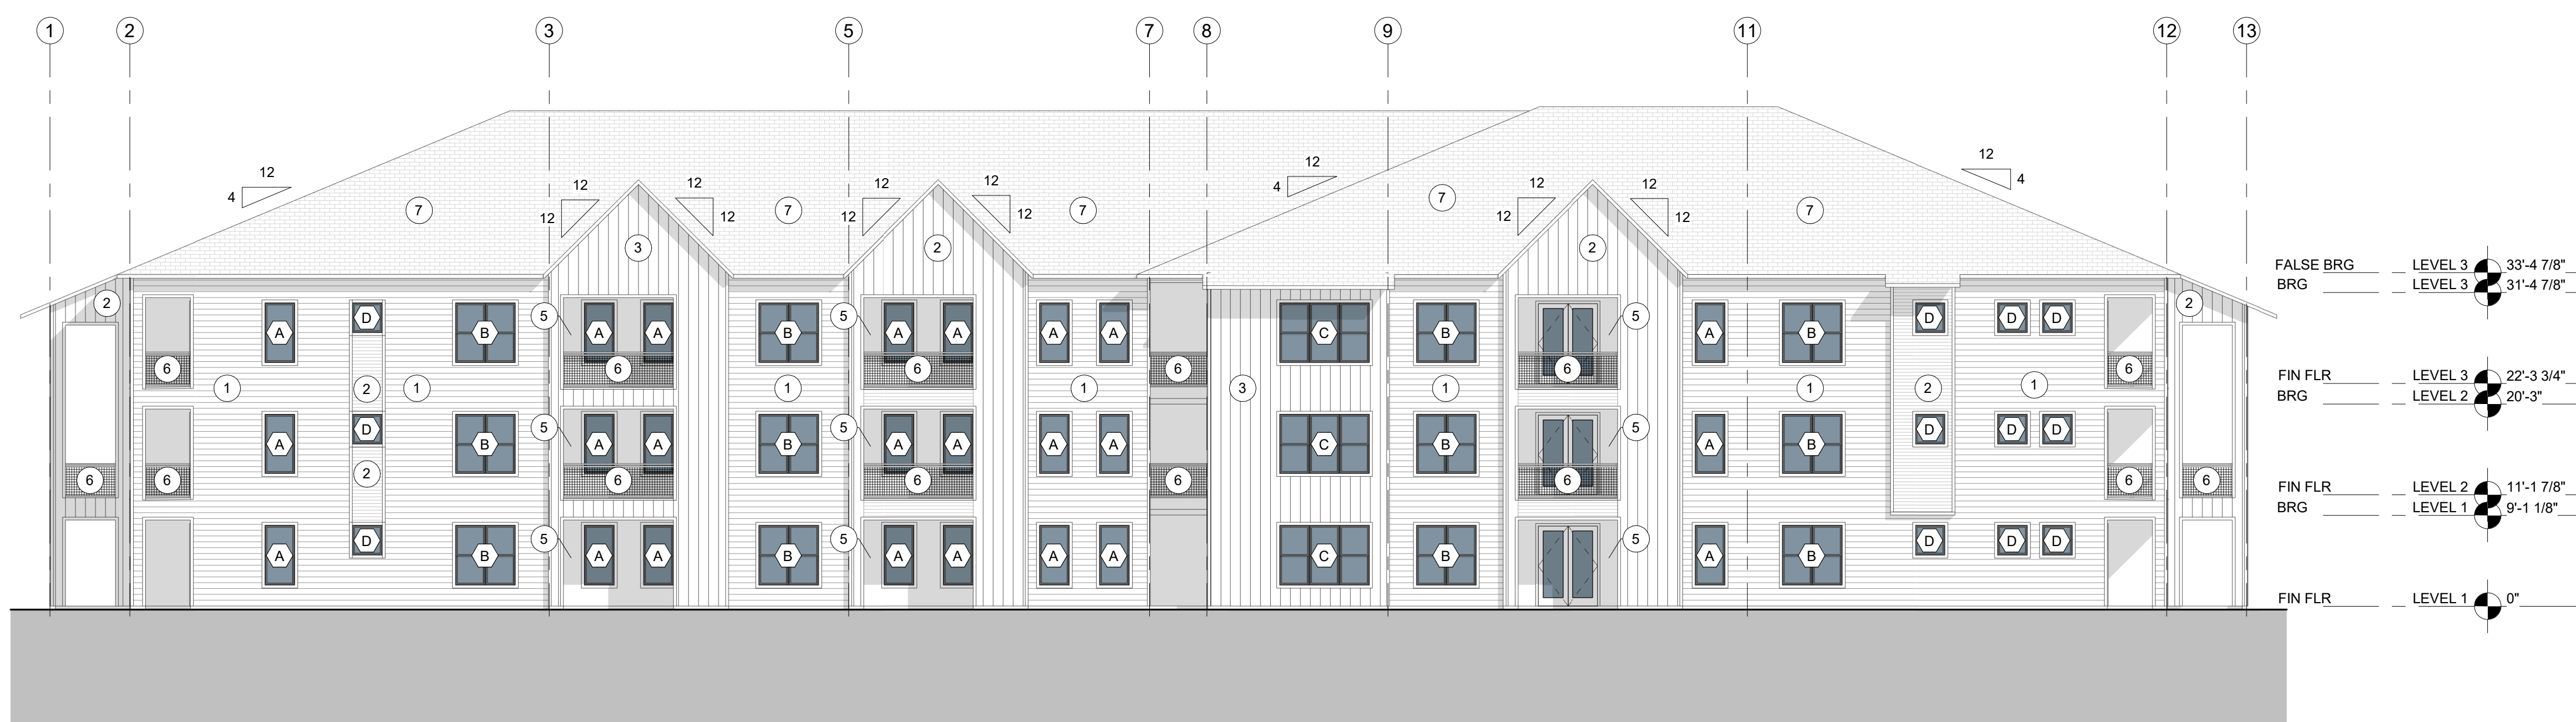 1 2 3 5 7 8 9 11 12 13
12 4
12 12
12 12
12 12
12 12
12 4
12 12
12 12
12 4
7 7 7 7 7
3 2 2
2 2
FALSE BRG LEVEL 3 33'-4 7/8"
BRG LEVEL 3 31'-4 7/8"
A D B 5 A A B 5 A A A A C B 5 A B D D D
6 6 6 6 6 6
1 2 1 1 1 3 1 1 2 1
FIN FLR LEVEL 3 22'-3 3/4"
BRG LEVEL 2 20'-3"
A D B 5 A A B 5 A A A A C B 5 A B D D D
6 6 2 6 6 6 6 6 6
FIN FLR LEVEL 2 11'-1 7/8"
BRG LEVEL 1 9'-1 1/8"
A D B 5 A A B 5 A A A A C B 5 A B D D D
FIN FLR LEVEL 1 0"